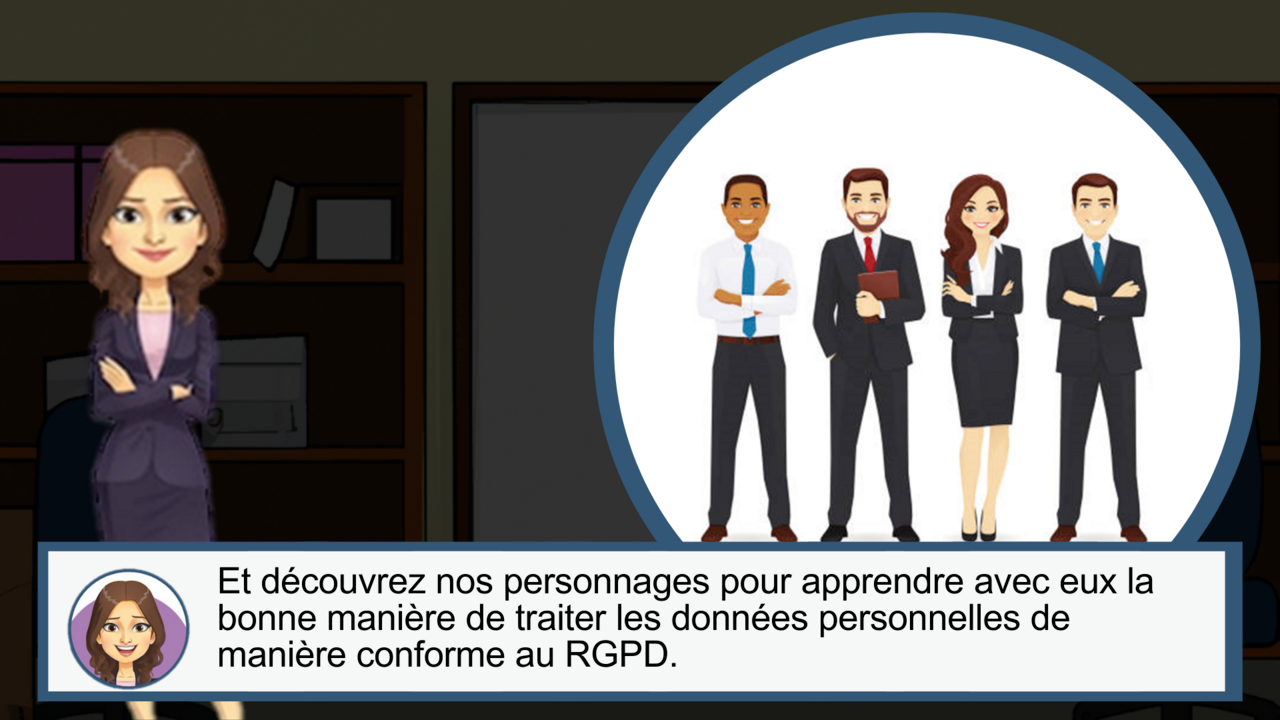 Et découvrez nos personnages pour apprendre avec eux la
bonne manière de traiter les données personnelles de
manière conforme au RGPD.